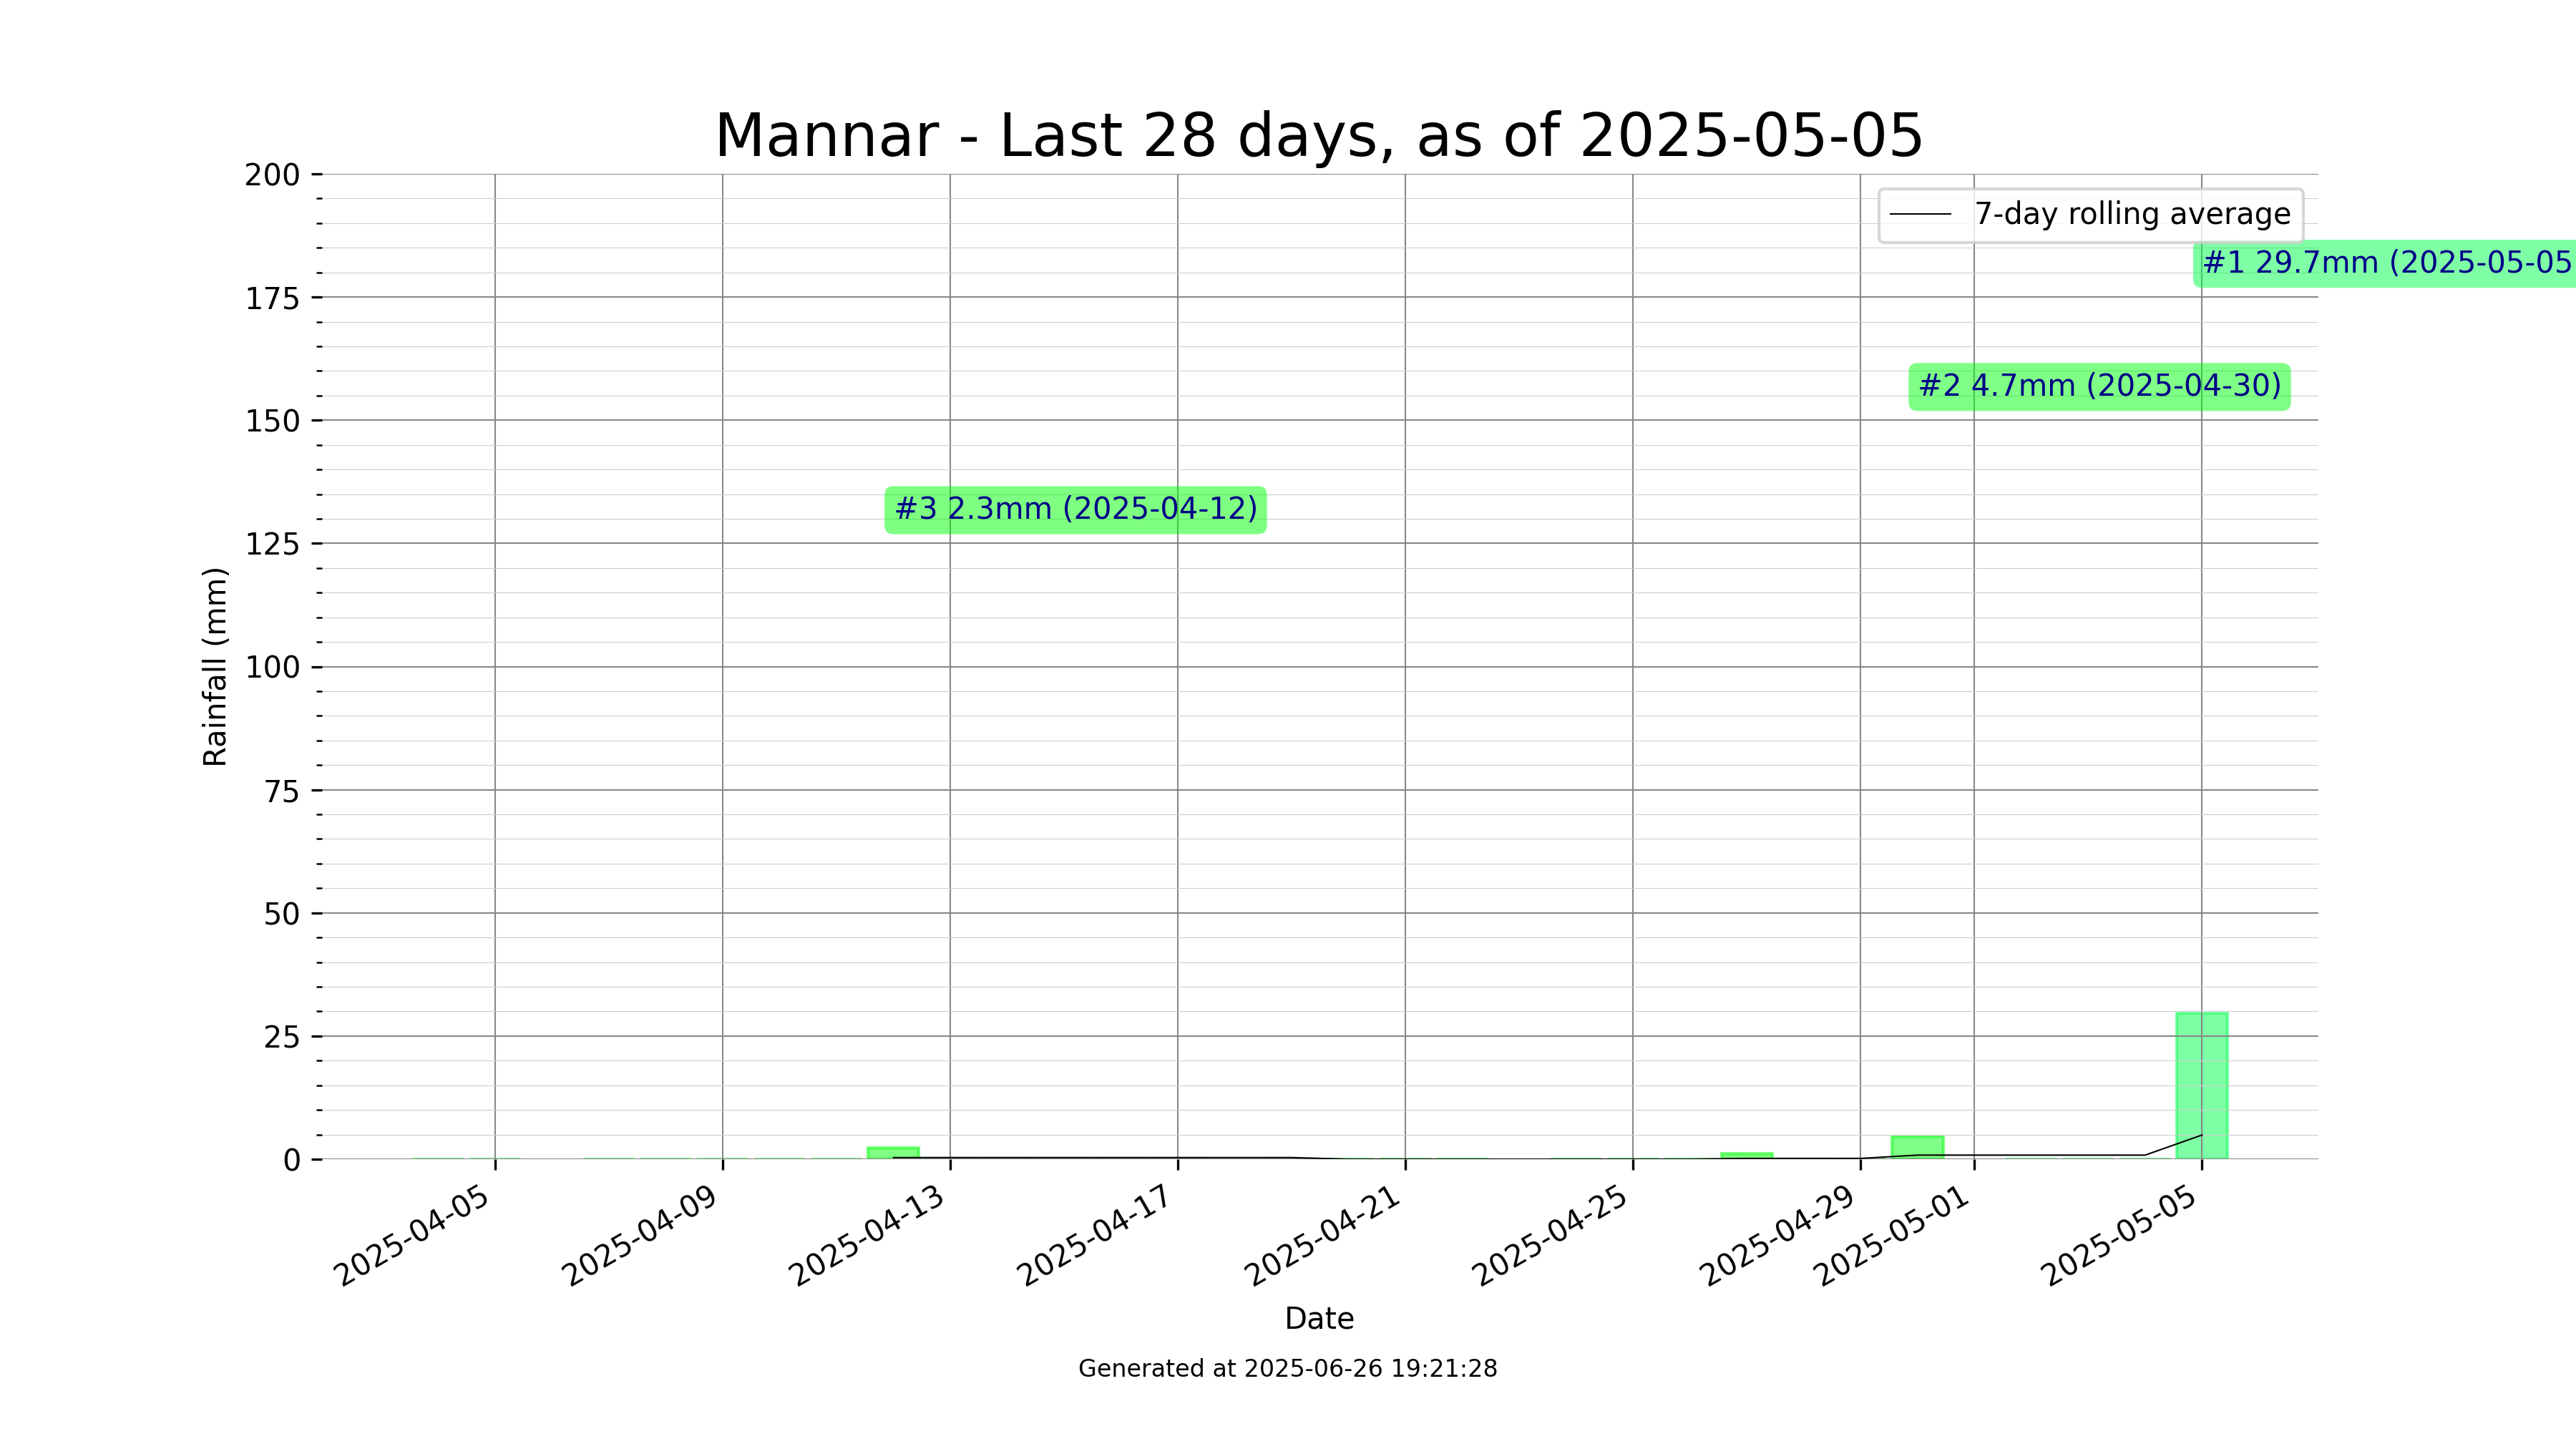 Mannar - Last 28 days, as of 2025-05-05
200
175
150
125
100
75
50
25
0
Rainfall (mm)
7-day rolling average
#1 29.7mm (2025-05-05
#2 4.7mm (2025-04-30)
#3 2.3mm (2025-04-12)
2025-04-05
2025-04-09
2025-04-13
2025-04-17
2025-04-21
2025-04-25
2025-04-29
2025-05-01
2025-05-05
Date
Generated at 2025-06-26 19:21:28